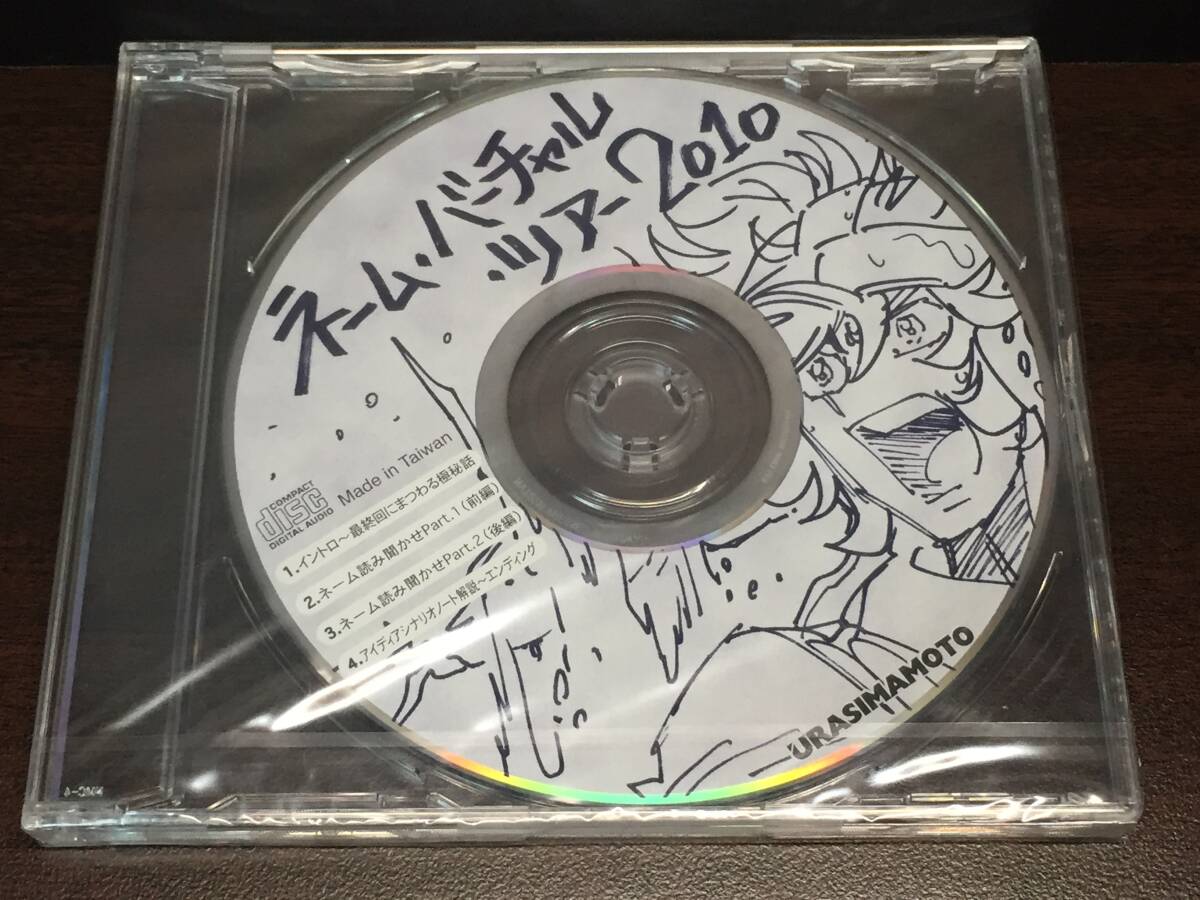 ネーム・バーチャル
ツアー2010
COMPACT
disc
DIGITAL AUDIO
Made in Taiwan
1.イントロ〜最終回にまつわる極秘話
2.ネーム読み聞かせPart.1(前編)
3.ネーム読み聞かせPart.2(後編)
4.アイディアシナリオノート解説〜エンディング
URASIMAMOTO